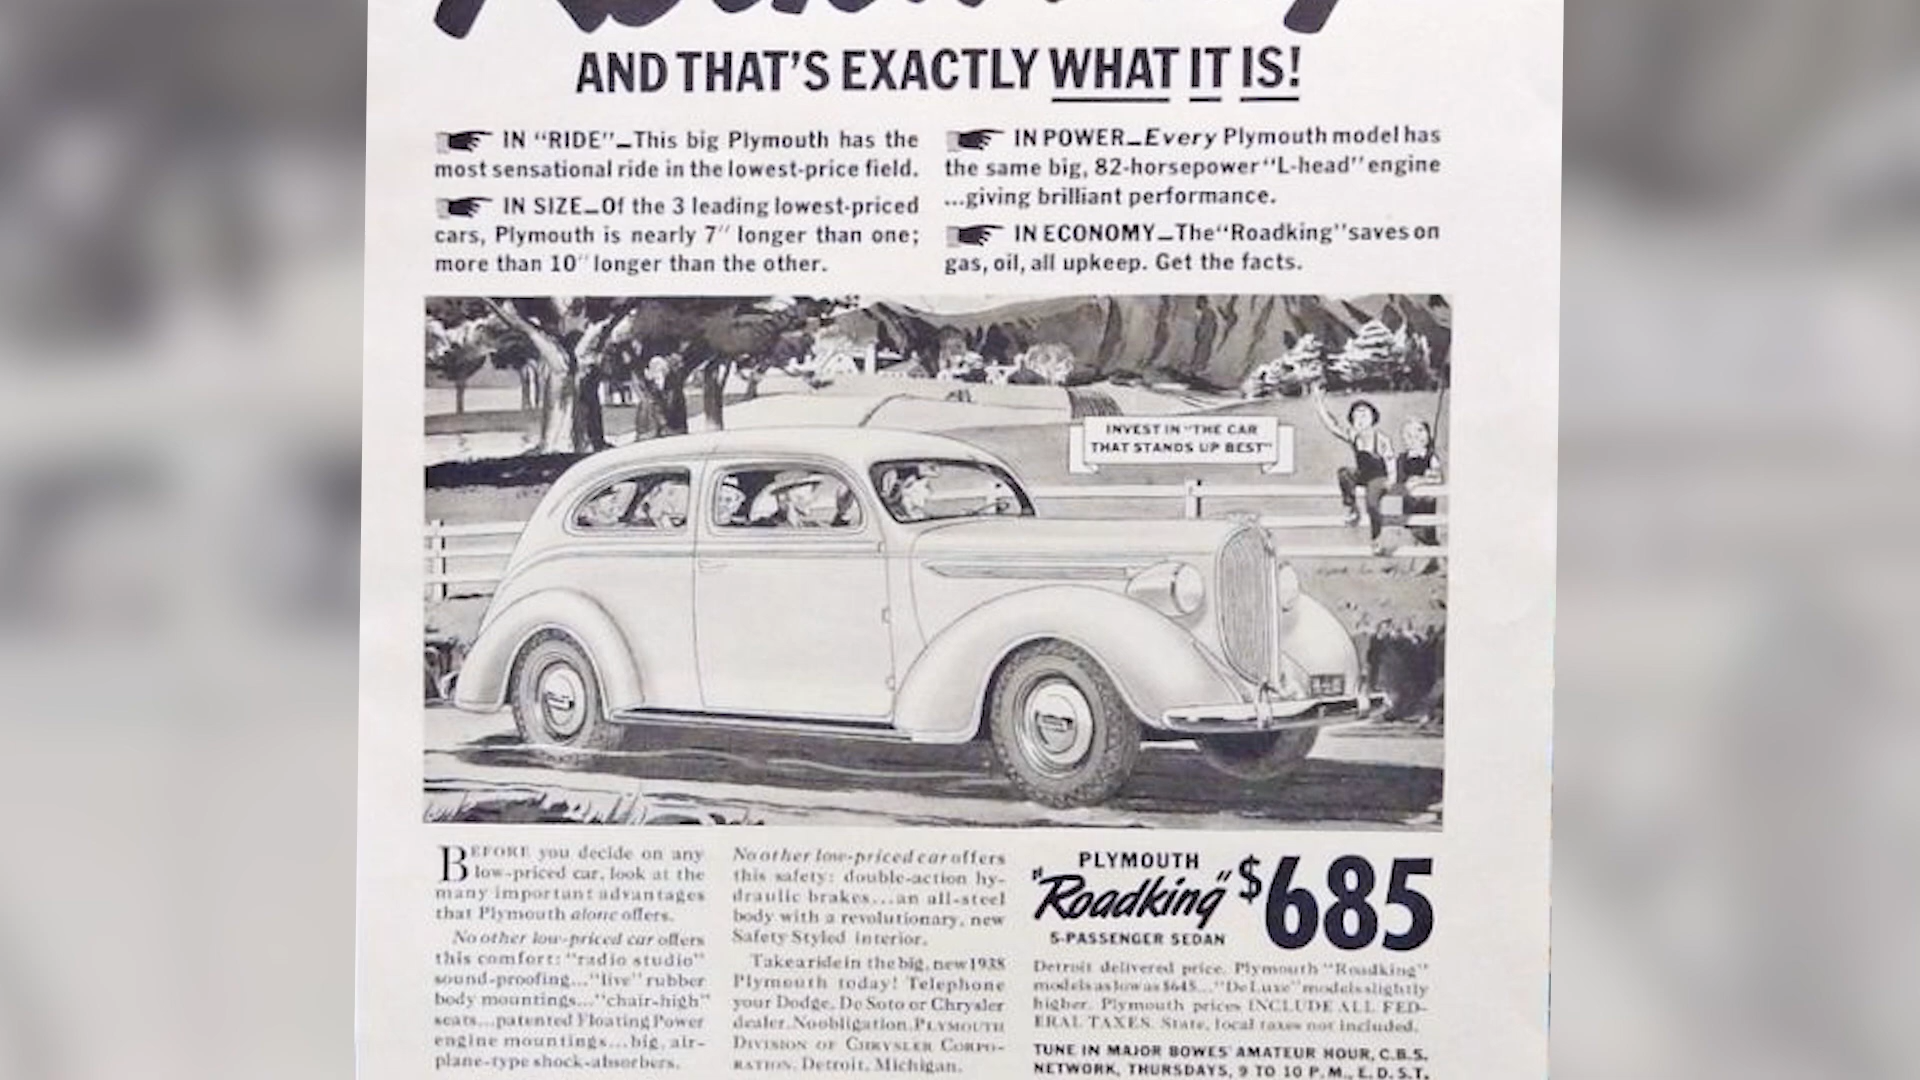 AND THAT'S EXACTLY WHAT IT IS!
IN "RIDE"—This big Plymouth has the
most sensational ride in the lowest-price field.
IN SIZE—Of the 3 leading lowest-priced
cars, Plymouth is nearly 7" longer than one;
more than 10" longer than the other.
IN POWER—Every Plymouth model has
the same big, 82-horsepower "L-head" engine
...giving brilliant performance.
IN ECONOMY—The "Roadking" saves on
gas, oil, all upkeep. Get the facts.
INVEST IN "THE CAR
THAT STANDS UP BEST"
BEFORE you decide on any
low-priced car, look at the
many important advantages
that Plymouth alone offers.
No other low-priced car offers
this comfort: "radio studio"
sound-proofing..."live" rubber
body mountings..."chair-high"
seats...patented Floating Power
engine mountings...big, air-
plane-type shock-absorbers.
No other low-priced car offers
this safety: double-action hy-
draulic brakes...an all-steel
body with a revolutionary, new
Safety Styled interior.
Take a ride in the big, new 1938
Plymouth today! Telephone
your Dodge, De Soto or Chrysler
dealer. No obligation. PLYMOUTH
DIVISION OF CHRYSLER CORPO-
RATION, Detroit, Michigan.
PLYMOUTH
"Roadking" $685
5-PASSENGER SEDAN
Detroit delivered price. Plymouth "Roadking"
models as low as $645..."De Luxe" models slightly
higher. Plymouth prices INCLUDE ALL FED-
ERAL TAXES. State, local taxes not included.
TUNE IN MAJOR BOWES' AMATEUR HOUR, C.B.S.
NETWORK, THURSDAYS, 9 TO 10 P.M., E.D.S.T.